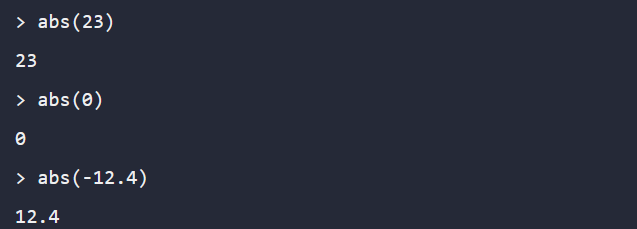 > abs(23)
23
> abs(0)
0
> abs(-12.4)
12.4